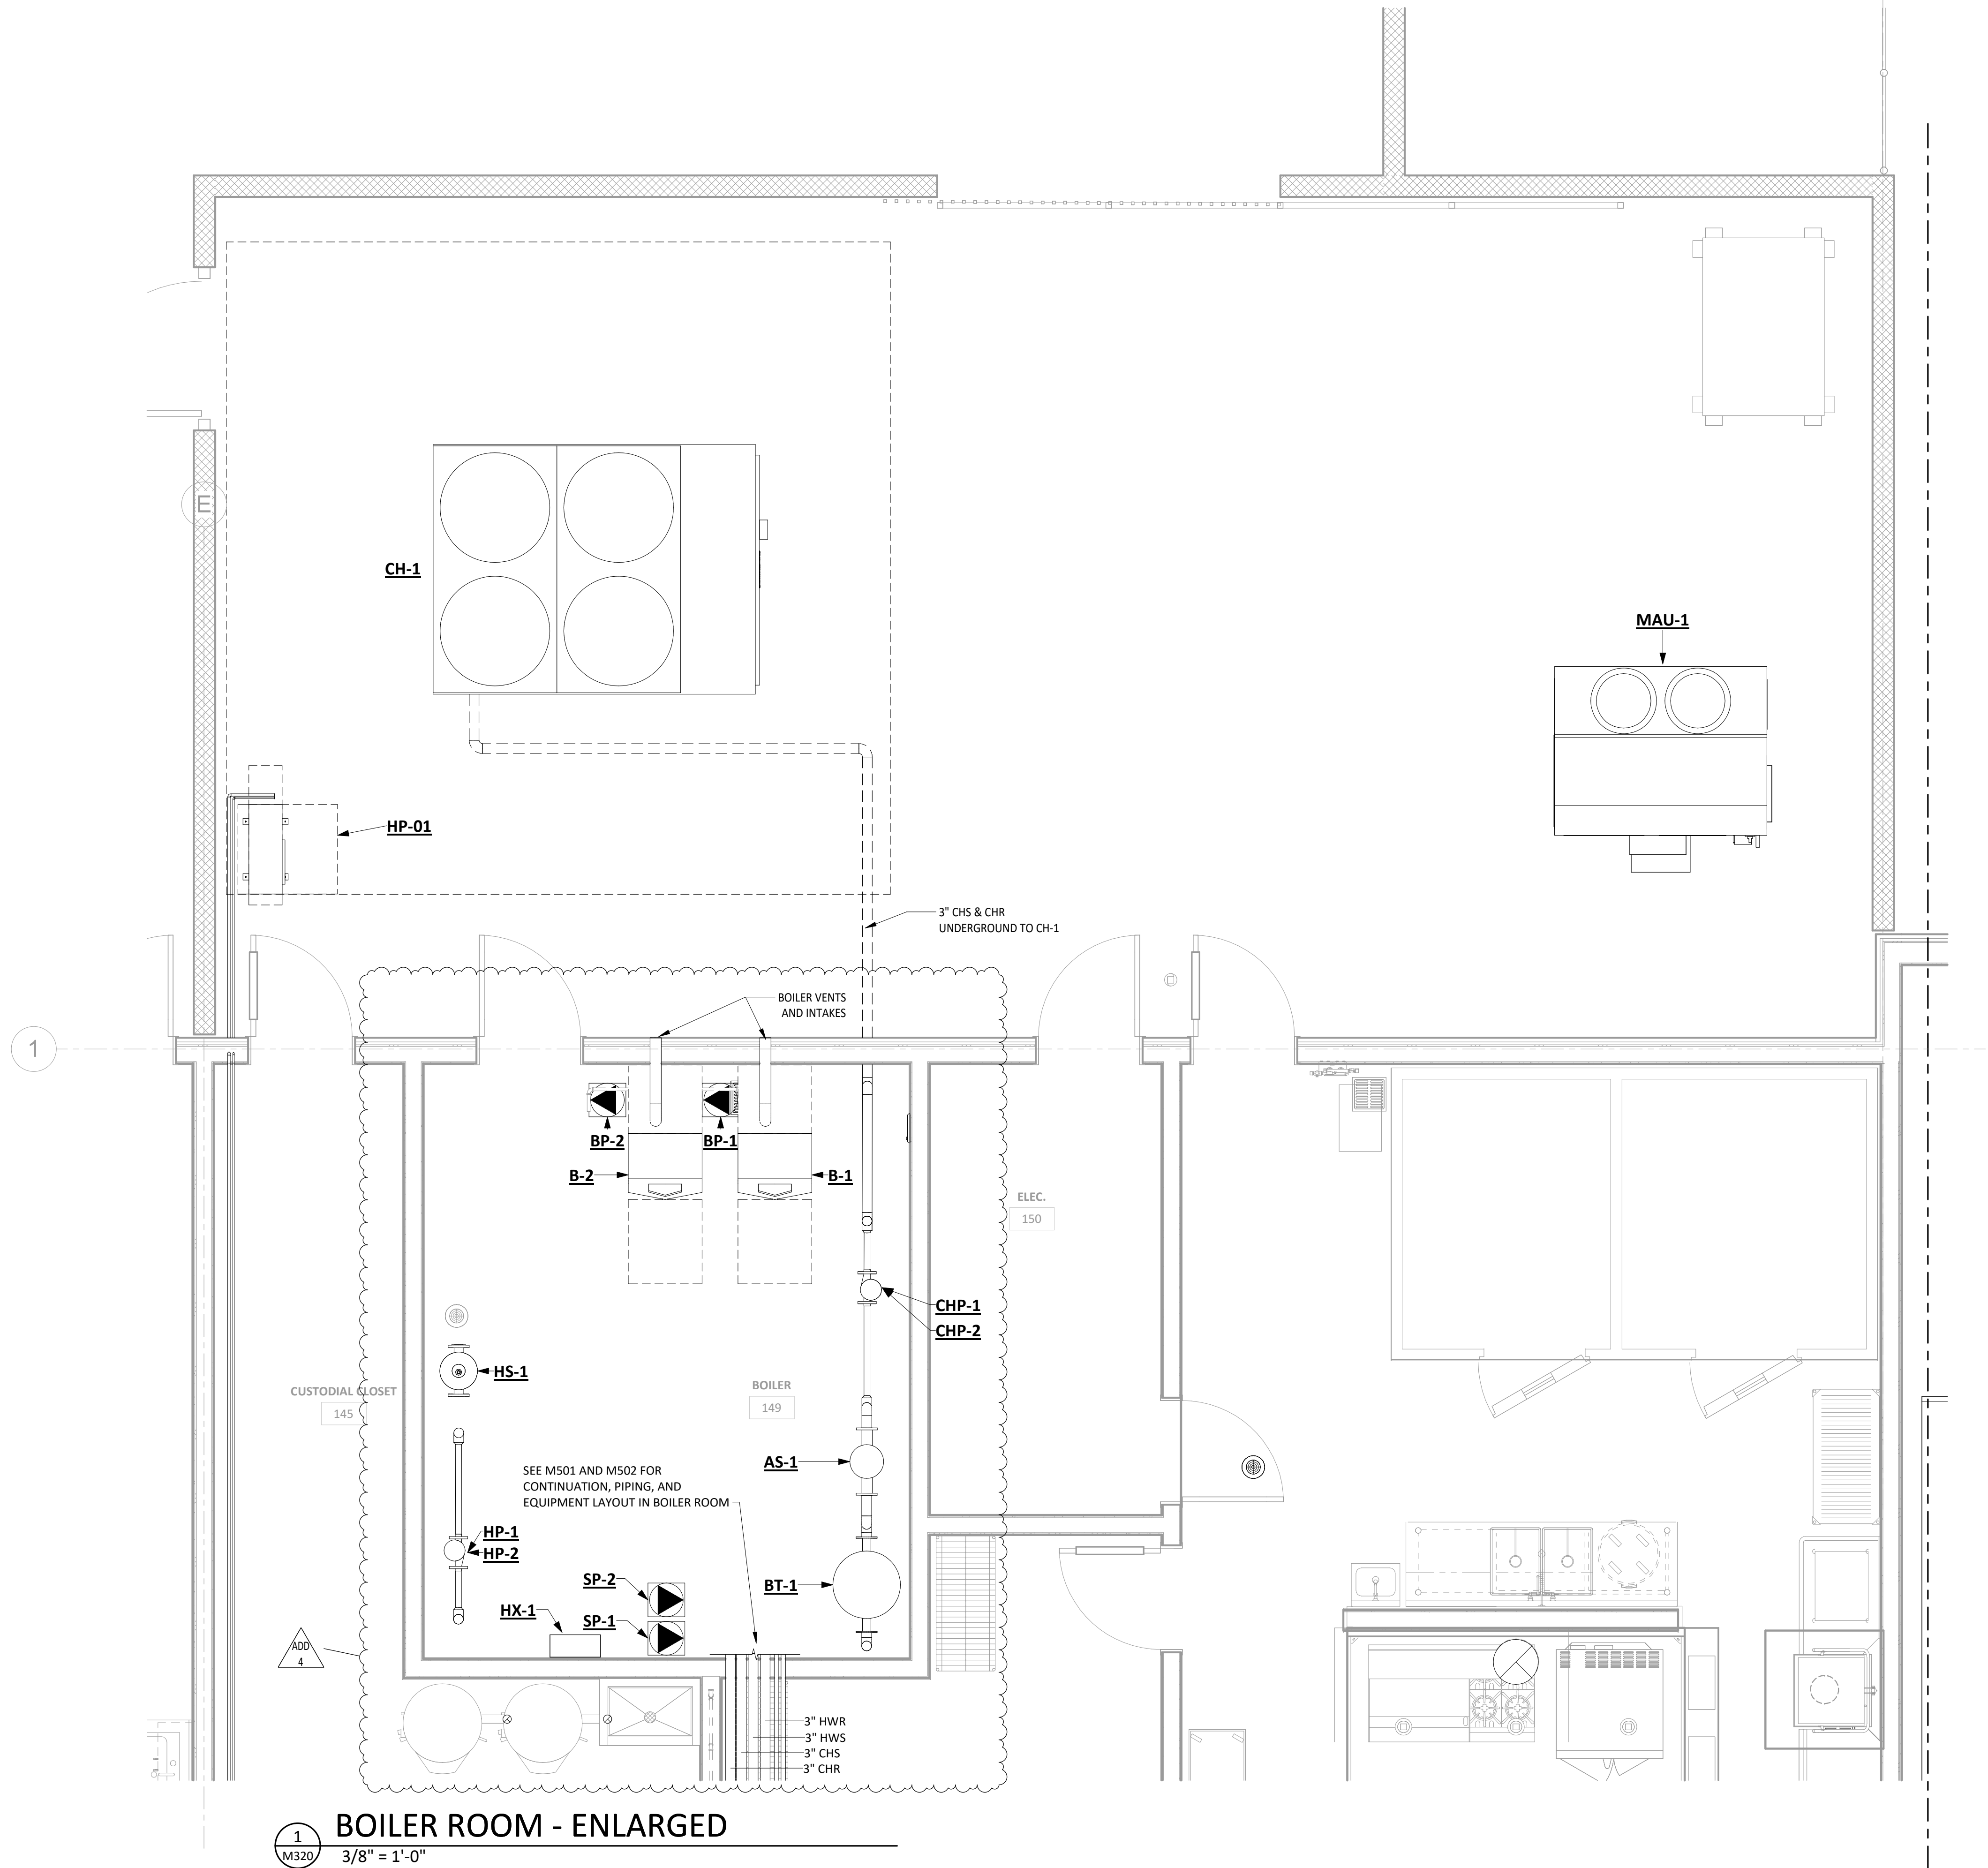 E
CH-1
MAU-1
HP-01
3" CHS & CHR
UNDERGROUND TO CH-1
BOILER VENTS
AND INTAKES
1
BP-2
BP-1
B-2
B-1
ELEC.
150
CHP-1
CHP-2
HS-1
CUSTODIAL CLOSET
145
BOILER
149
AS-1
SEE M501 AND M502 FOR
CONTINUATION, PIPING, AND
EQUIPMENT LAYOUT IN BOILER ROOM
HP-1
HP-2
SP-2
BT-1
HX-1
SP-1
ADD
4
3" HWR
3" HWS
3" CHS
3" CHR
1
M320
BOILER ROOM - ENLARGED
3/8" = 1'-0"